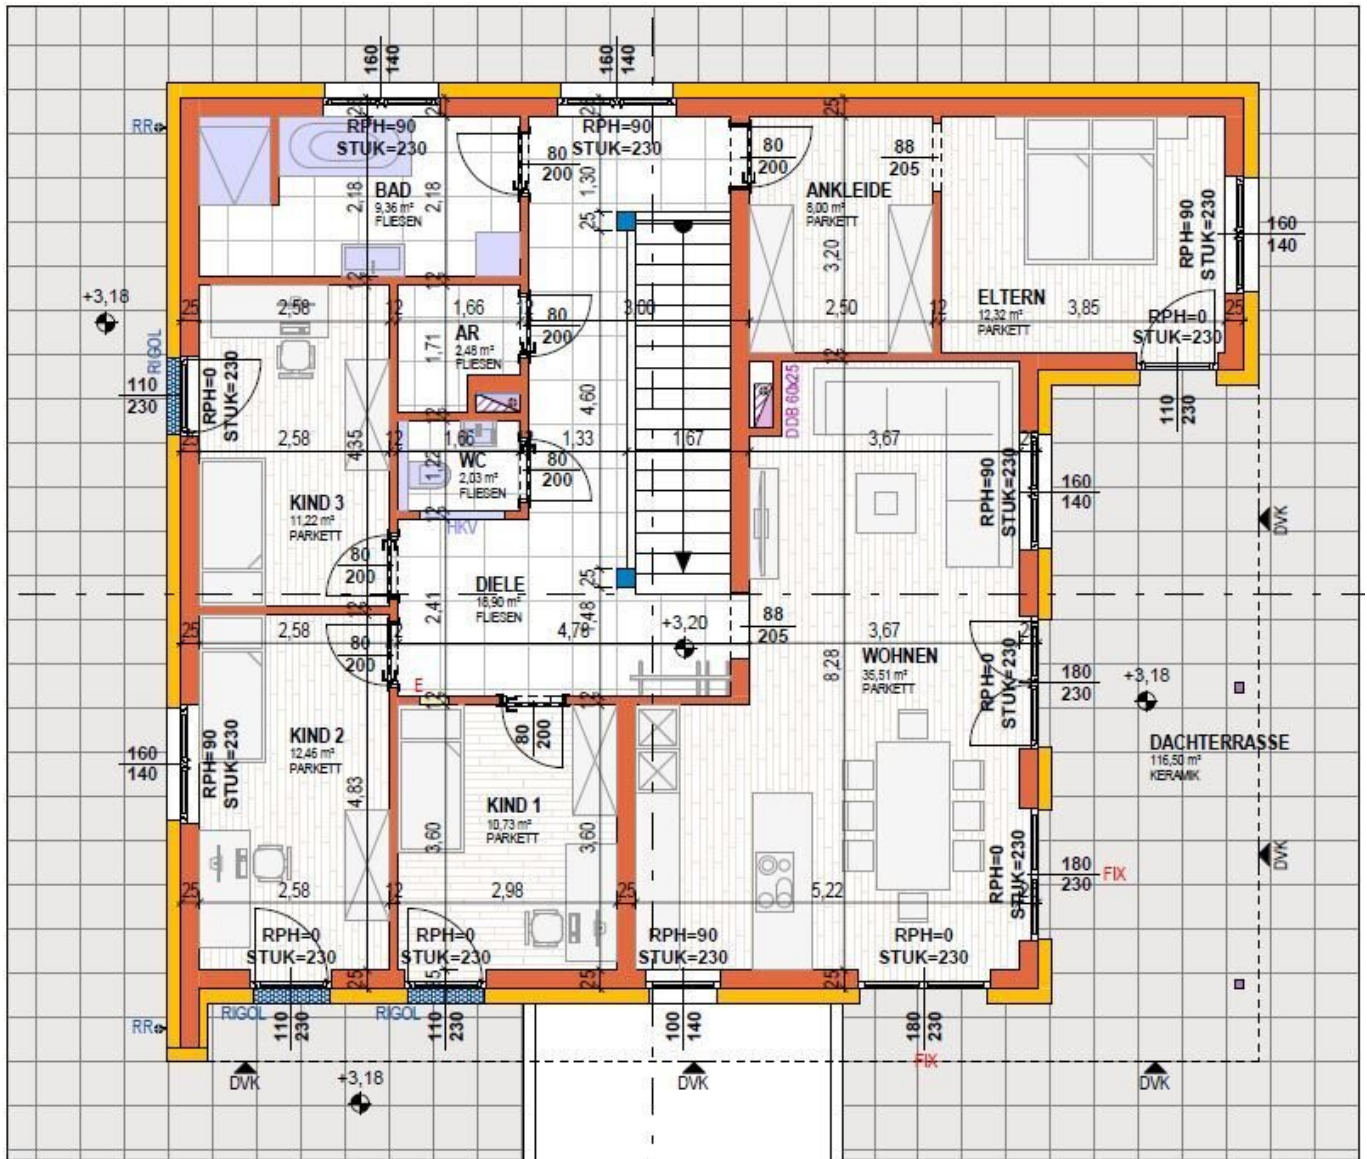 160
140
160
140
RR
RPH=90
STUK=230
80
200
RPH=90
STUK=230
80
200
88
205
25
25
25
BAD
9,36 m²
FLIESEN
2,18
2,18
1,30
25
ANKLEIDE
8,00 m²
PARKETT
3,20
RPH=90
STUK=230
160
140
+3,18
25
2,58
12
1,66
12
80
200
3,00
2,50
12
ELTERN
12,32 m²
PARKETT
3,85
25
RPH=0
STUK=230
AR
2,48 m²
FLIESEN
1,71
RIGOL
110
230
RPH=0
STUK=230
DDB 60x25
110
230
4,60
25
2,58
12
4,35
1,66
1,33
1,67
3,67
25
WC
2,03 m²
FLIESEN
1,22
80
200
RPH=90
STUK=230
160
140
KIND 3
11,22 m²
PARKETT
HKV
DVK
80
200
DIELE
18,90 m²
FLIESEN
2,41
25
1,48
+3,20
88
205
25
2,58
80
200
4,78
3,67
WOHNEN
35,51 m²
PARKETT
8,28
RPH=0
STUK=230
180
230
+3,18
E
80
200
KIND 2
12,46 m²
PARKETT
160
140
RPH=90
STUK=230
4,83
DACHTERRASSE
116,50 m²
KERAMIK
KIND 1
10,73 m²
PARKETT
3,60
3,60
DVK
RPH=0
STUK=230
180
230
FIX
25
2,58
12
2,98
25
5,22
RPH=0
STUK=230
RPH=0
STUK=230
RPH=90
STUK=230
RPH=0
STUK=230
25
25
25
RR
RIGOL
110
230
RIGOL
110
230
100
140
180
230
FIX
DVK
+3,18
DVK
DVK